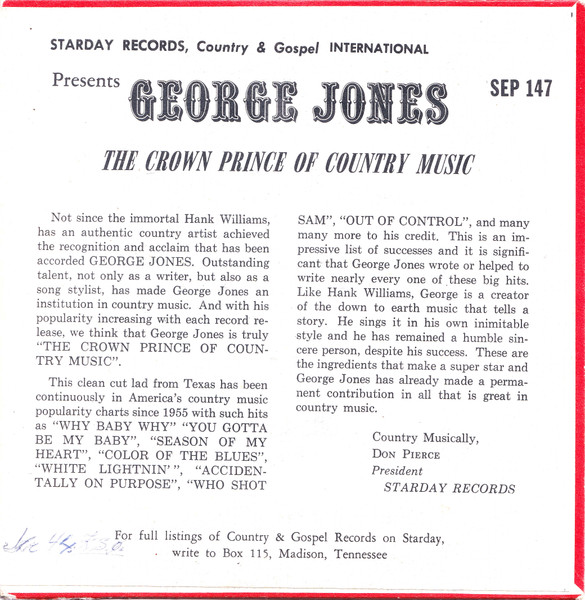 STARDAY RECORDS, Country & Gospel INTERNATIONAL
Presents GEORGE JONES SEP 147
THE CROWN PRINCE OF COUNTRY MUSIC
Not since the immortal Hank Williams,
has an authentic country artist achieved
the recognition and acclaim that has been
accorded GEORGE JONES. Outstanding
talent, not only as a writer, but also as a
song stylist, has made George Jones an
institution in country music. And with his
popularity increasing with each record re-
lease, we think that George Jones is truly
"THE CROWN PRINCE OF COUN-
TRY MUSIC".
This clean cut lad from Texas has been
continuously in America's country music
popularity charts since 1955 with such hits
as "WHY BABY WHY" "YOU GOTTA
BE MY BABY", "SEASON OF MY
HEART", "COLOR OF THE BLUES",
"WHITE LIGHTNIN'", "ACCIDEN-
TALLY ON PURPOSE", "WHO SHOT
SAM", "OUT OF CONTROL", and many
many more to his credit. This is an im-
pressive list of successes and it is signifi-
cant that George Jones wrote or helped to
write nearly every one of these big hits.
Like Hank Williams, George is a creator
of the down to earth music that tells a
story. He sings it in his own inimitable
style and he has remained a humble sin-
cere person, despite his success. These are
the ingredients that make a super star and
George Jones has already made a perma-
nent contribution in all that is great in
country music.
Country Musically,
DON PIERCE
President
STARDAY RECORDS
For full listings of Country & Gospel Records on Starday,
write to Box 115, Madison, Tennessee